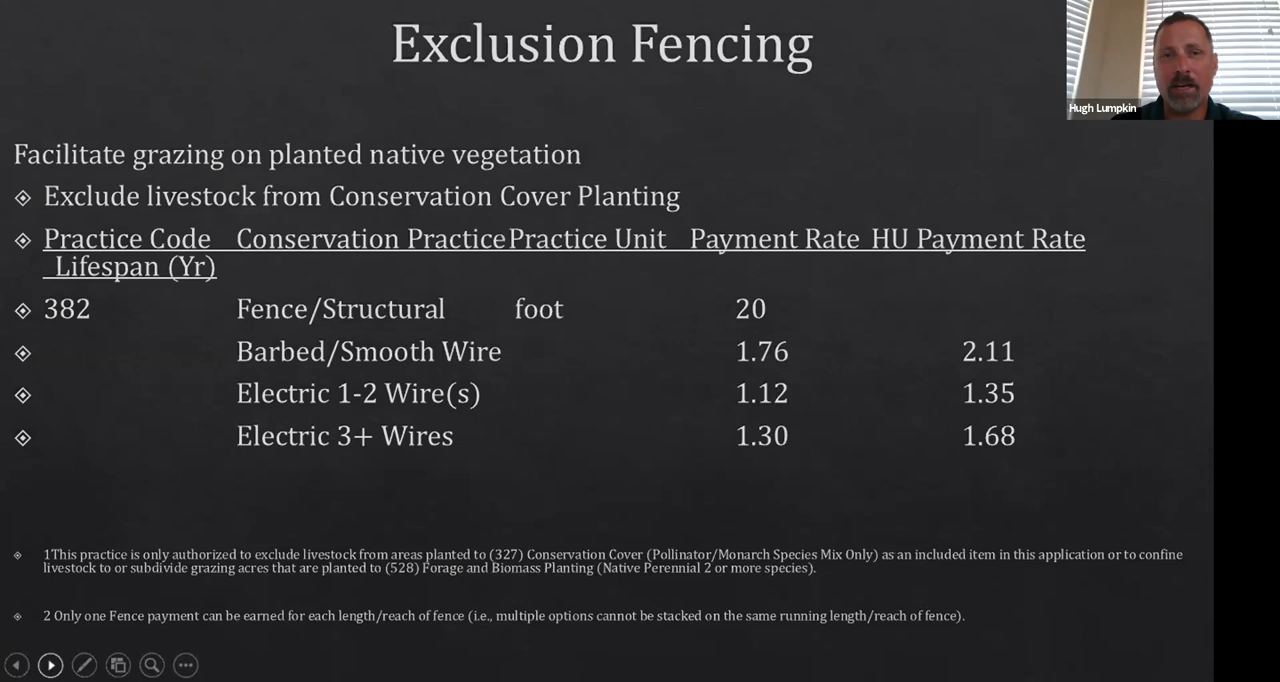 Exclusion Fencing
Hugh Lumpkin
Facilitate grazing on planted native vegetation
Exclude livestock from Conservation Cover Planting
Practice Code Conservation Practice Practice Unit Payment Rate HU Payment Rate
Lifespan (Yr)
382 Fence/Structural foot 20
Barbed/Smooth Wire 1.76 2.11
Electric 1-2 Wire(s) 1.12 1.35
Electric 3+ Wires 1.30 1.68
1This practice is only authorized to exclude livestock from areas planted to (327) Conservation Cover (Pollinator/Monarch Species Mix Only) as an included item in this application or to confine
livestock to or subdivide grazing acres that are planted to (528) Forage and Biomass Planting (Native Perennial 2 or more species).
2 Only one Fence payment can be earned for each length/reach of fence (i.e., multiple options cannot be stacked on the same running length/reach of fence).